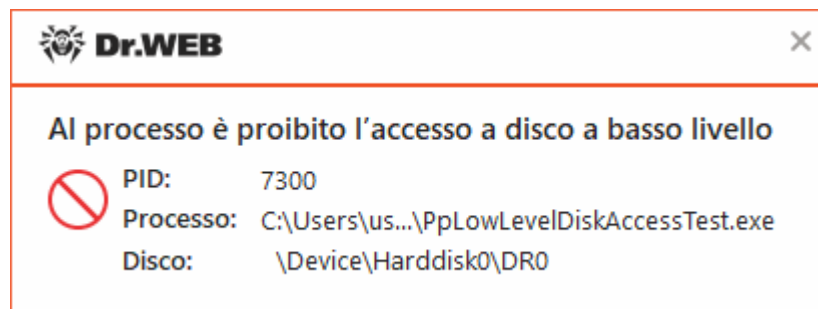 Dr.WEB
Al processo è proibito l'accesso a disco a basso livello
PID: 7300
Processo: C:\Users\us...\PpLowLevelDiskAccessTest.exe
Disco: \Device\Harddisk0\DR0